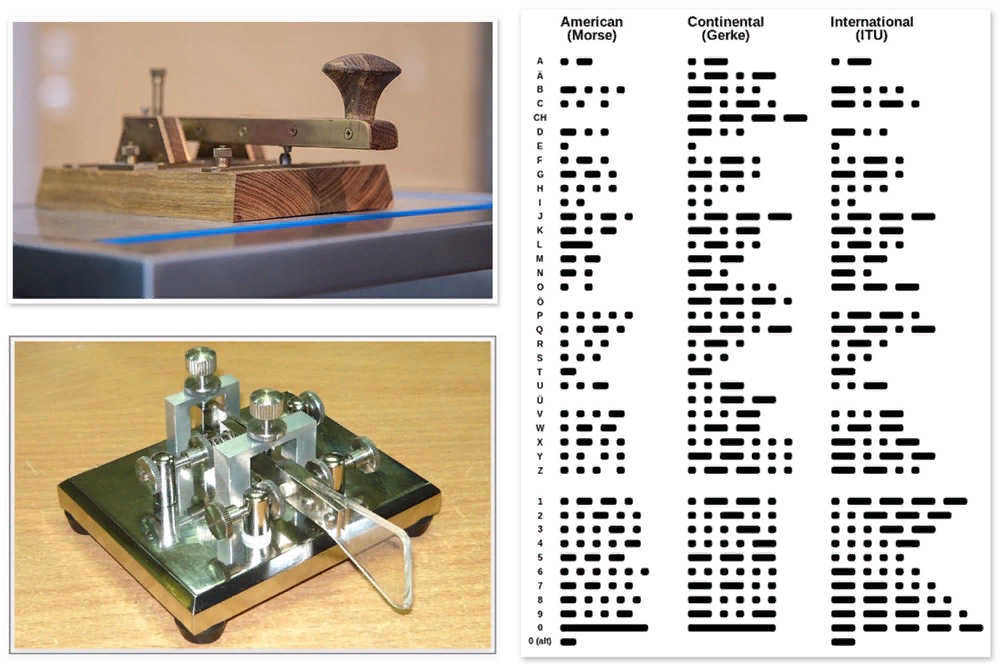 American Continental International
(Morse) (Gerke) (ITU)
A
Ä
B
C
CH
D
E
F
G
H
I
J
K
L
M
N
O
Ö
P
Q
R
S
T
U
Ü
V
W
X
Y
Z
1
2
3
4
5
6
7
8
9
0
0 (alt)